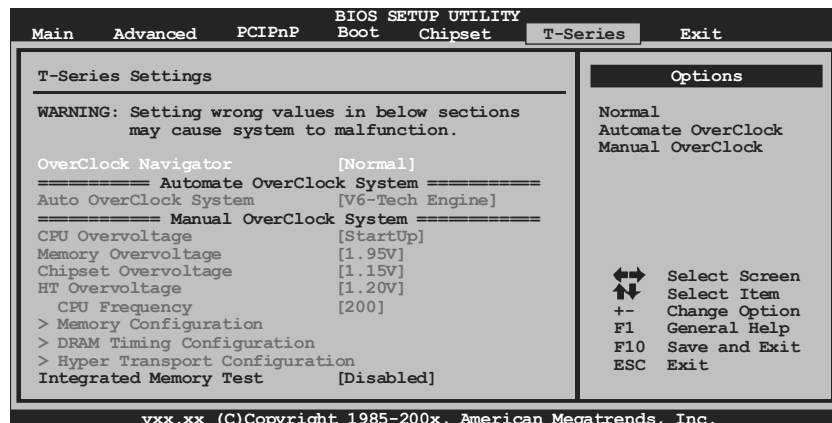 BIOS SETUP UTILITY
Main Advanced PCIPnP Boot Chipset T-Series Exit
T-Series Settings
WARNING: Setting wrong values in below sections
may cause system to malfunction.
OverClock Navigator [Normal]
=========== Automate OverClock System ===========
Auto OverClock System [V6-Tech Engine]
============ Manual OverClock System ============
CPU Overvoltage [StartUp]
Memory Overvoltage [1.95V]
Chipset Overvoltage [1.15V]
HT Overvoltage [1.20V]
CPU Frequency [200]
> Memory Configuration
> DRAM Timing Configuration
> Hyper Transport Configuration
Integrated Memory Test [Disabled]
Options
Normal
Automate OverClock
Manual OverClock
Select Screen
Select Item
+- Change Option
F1 General Help
F10 Save and Exit
ESC Exit
vxx.xx (C)Copyright 1985-200x, American Megatrends, Inc.